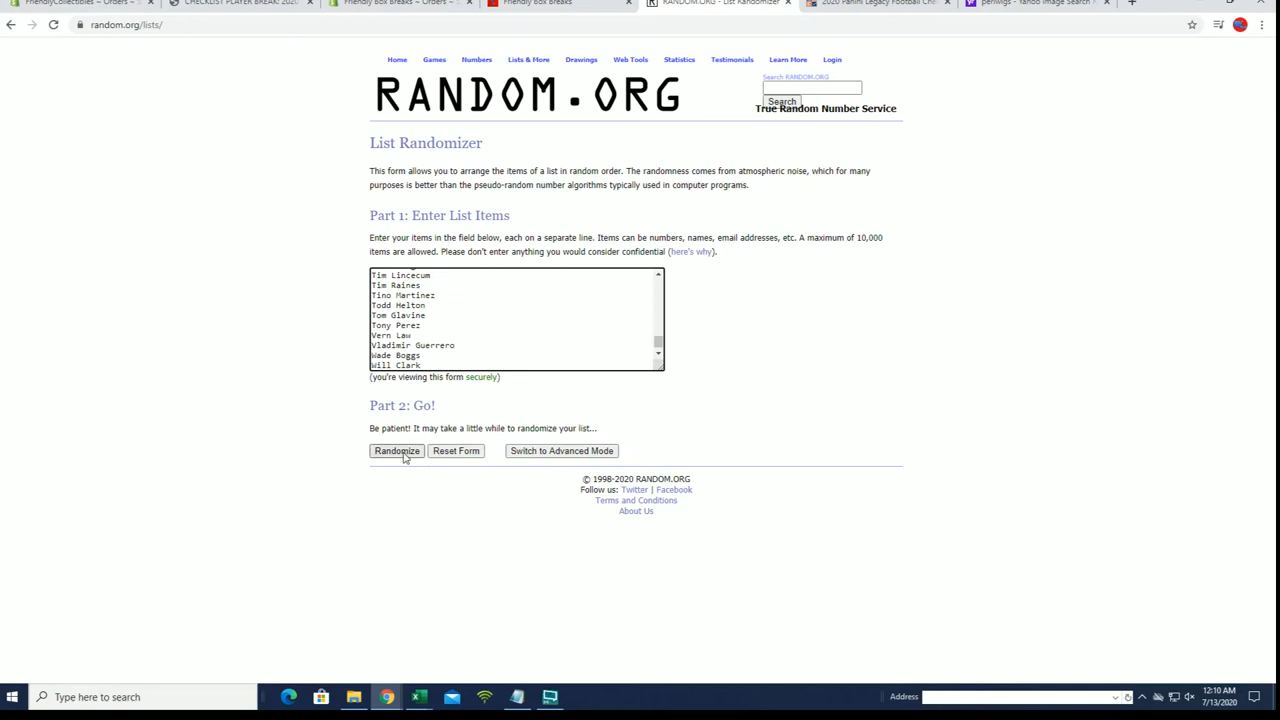 FriendlyCollectibles ~ Orders ~ S
CHECKLIST PLAYER BREAK: 2020
Friendly Box Breaks ~ Orders ~ S
Friendly Box Breaks
RANDOM.ORG - List Randomizer
2020 Panini Legacy Football Che
periwigs - Yahoo Image Search R
random.org/lists/
Home Games Numbers Lists & More Drawings Web Tools Statistics Testimonials Learn More Login
Search RANDOM.ORG
RANDOM.ORG
Search
True Random Number Service
List Randomizer
This form allows you to arrange the items of a list in random order. The randomness comes from atmospheric noise, which for many
purposes is better than the pseudo-random number algorithms typically used in computer programs.
Part 1: Enter List Items
Enter your items in the field below, each on a separate line. Items can be numbers, names, email addresses, etc. A maximum of 10,000
items are allowed. Please don't enter anything you would consider confidential (here's why).
Tim Lincecum
Tim Raines
Tino Martinez
Todd Helton
Tom Glavine
Tony Perez
Vern Law
Vladimir Guerrero
Wade Boggs
Will Clark
(you're viewing this form securely)
Part 2: Go!
Be patient! It may take a little while to randomize your list...
Randomize Reset Form Switch to Advanced Mode
© 1998-2020 RANDOM.ORG
Follow us: Twitter | Facebook
Terms and Conditions
About Us
Type here to search
Address
12:10 AM
7/13/2020